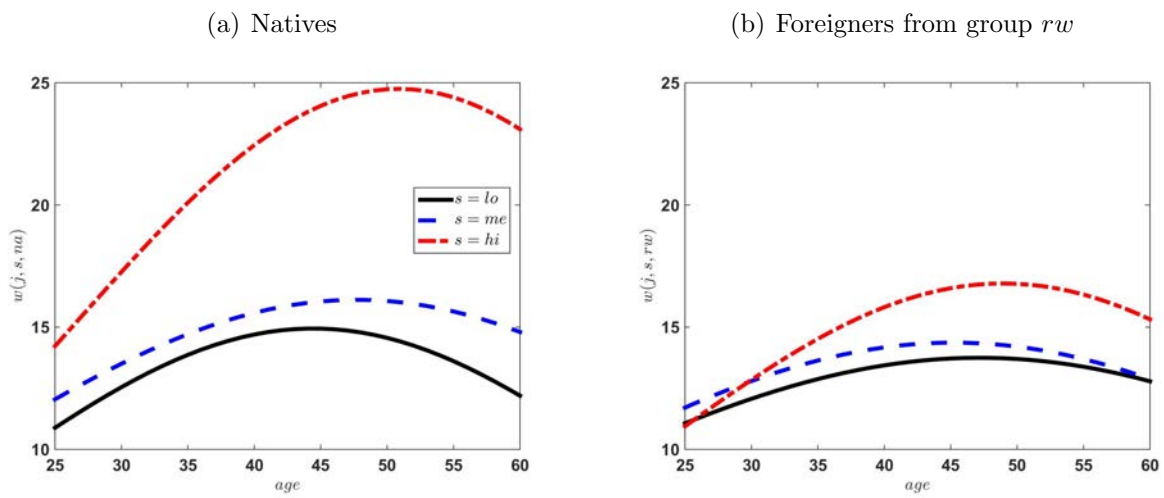 (a) Natives
(b) Foreigners from group rw
25
20
15
10
w(j, s, na)
25 30 35 40 45 50 55 60
age
s = lo
s = me
s = hi
25
20
15
10
w(j, s, rw)
25 30 35 40 45 50 55 60
age